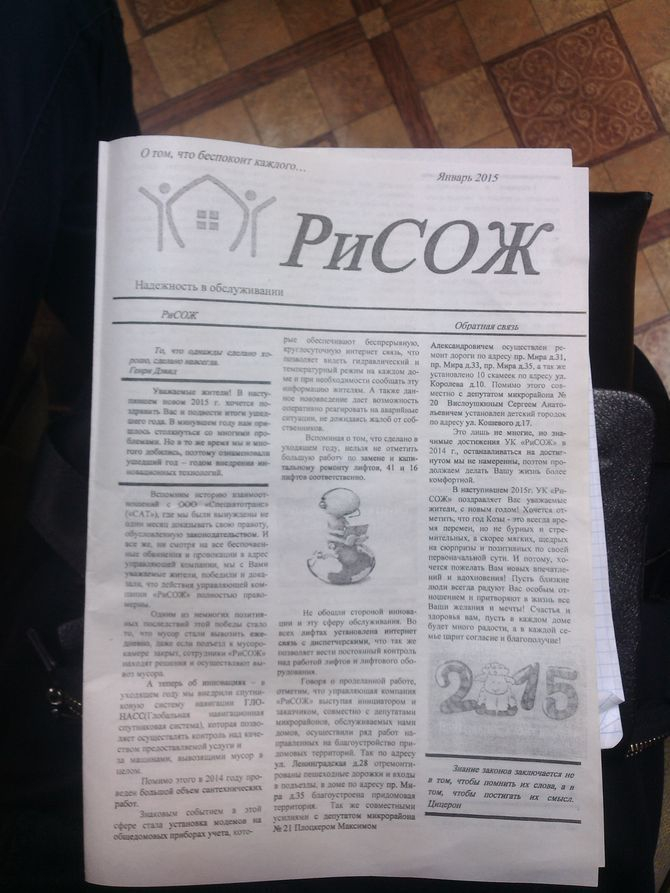 О том, что беспокоит каждого...
Январь 2015
РиСОЖ
Надежность в обслуживании
РиСОЖ
Обратная связь
То, что однажды сделано хо-
рошо, сделано навсегда.
Генри Дэвид
Уважаемые жители! В насту-
пившем новом 2015 г. хочется по-
здравить Вас и подвести итоги ушед-
шего года. В минувшем году нам при-
шлось столкнуться со многими про-
блемами. Но в то же время мы и мно-
гого добились, поэтому ознаменовали
ушедший год – годом внедрения ин-
новационных технологий.
Вспомним историю взаимоот-
ношений с ООО «Спецавтотранс»
(«САТ»), где мы были вынуждены не
один месяц доказывать свою правоту,
обусловленную законодательством. И
все же, ни смотря на все беспочвен-
ные обвинения и провокации в адрес
управляющей компании, мы с Вами
уважаемые жители, победили и дока-
зали, что действия управляющей ком-
пании «РиСОЖ» полностью право-
мерны.
Одним из немногих позитив-
ных последствий этой победы стало
то, что мусор стали вывозить еже-
дневно, даже если подъезд к мусоро-
камере закрыт, сотрудники «РиСОЖ»
находят решения и осуществляют вы-
воз мусора.
А теперь об инновациях – в
уходящем году мы внедрили спутни-
ковую систему навигации ГЛО-
НАСС(Глобальная навигационная
спутниковая система), которая позво-
ляет осуществлять контроль над каче-
ством предоставляемой услуги и
за машинами, вывозящими мусор в
целом.
Помимо этого в 2014 году про-
веден большой объем сантехнических
работ.
Знаковым событием в этой
сфере стала установка модемов на
общедомовых приборах учета, кото-
рые обеспечивают беспрерывную,
круглосуточную интернет связь, что
позволяет видеть гидравлический и
температурный режим на каждом до-
ме и при необходимости сообщать эту
информацию жителям. А также дан-
ное нововведение дает возможность
оперативно реагировать на аварийные
ситуации, не дожидаясь жалоб от соб-
ственников.
Вспоминая о том, что сделано в
уходящем году, нельзя не отметить
большую работу по замене и капи-
тальному ремонту лифтов, 41 и 16
лифтов соответственно.
Не обошли стороной иннова-
ции и эту сферу обслуживания. Во
всех лифтах установлена интернет
связь с диспетчерскими, что так же
позволяет вести постоянный контроль
над работой лифтов и лифтового обо-
рудования.
Говоря о проделанной работе,
отметим, что управляющая компания
«РиСОЖ» выступая инициатором и
заказчиком, совместно с депутатами
микрорайонов, обслуживаемых нами
домов, осуществили ряд работ на-
правленных на благоустройство при-
домовых территорий. Так по адресу
ул. Ленинградская д.28 отремонти-
рованы пешеходные дорожки и входы
в подъезды, в доме по адресу пр. Ми-
ра д.35 благоустроена придомовая
территория. Так же совместными
усилиями с депутатом микрорайона
№ 21 Плоцкером Максимом
Александровичем осуществлен ре-
монт дороги по адресу пр. Мира д.31,
пр. Мира д.33, пр. Мира д.35, а так же
установлено 10 скамеек по адресу ул.
Королева д.10. Помимо этого сов-
местно с депутатом микрорайона №
20 Вислоушкиным Сергеем Анато-
льевичем установлен детский городок
по адресу ул. Кошевого д.17.
Это лишь не многие, но зна-
чимые достижения УК «РиСОЖ» в
2014 г., останавливаться на достиг-
нутом мы не намерены, поэтом про-
должаем делать Вашу жизнь более
комфортной.
В наступившем 2015г. УК «Ри-
СОЖ» поздравляет Вас уважаемые
жители, с новым годом! Хочется от-
метить, что год Козы - это всегда вре-
мя перемен, но не бурных и стре-
мительных, а скорее мягких, щедрых
на сюрпризы и позитивных по своей
первоначальной сути. И потому, хо-
чется пожелать Вам новых впечатле-
ний и вдохновения! Пусть близкие
люди всегда радуют Вас особым от-
ношением и притворяют в жизнь все
Ваши желания и мечты! Счастья и
здоровья вам, пусть в каждом доме
будет много радости, а в каждой се-
мье царит согласие и благополучие!
2015
Знание законов заключается не
в том, чтобы помнить их слова, а в
том, чтобы постигать их смысл.
Цицерон